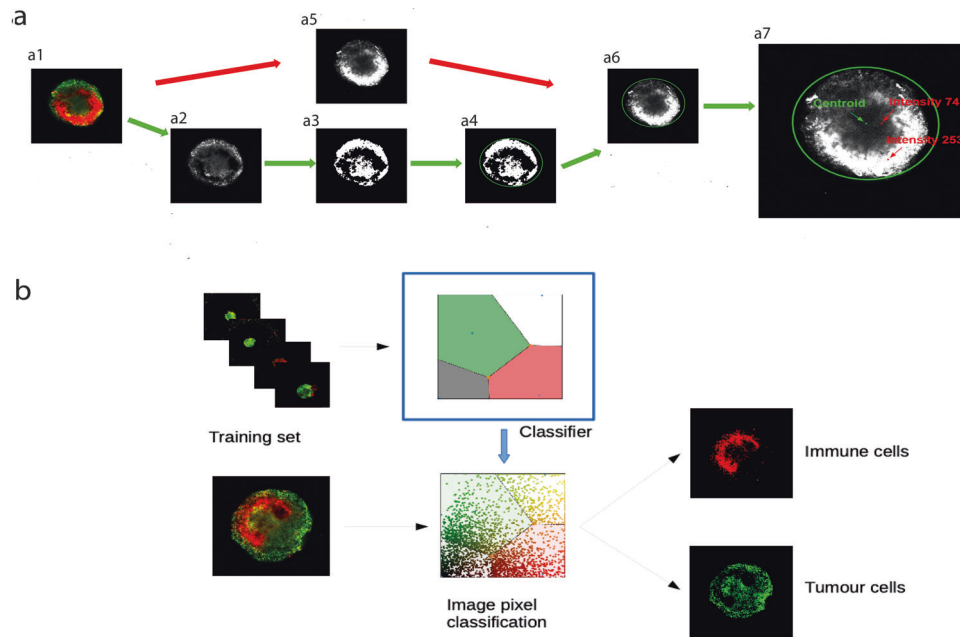 a
a1
a5
a6
a7
a2
a3
a4
Centroid
Intensity 74
Intensity 253
b
Training set
Classifier
Immune cells
Image pixel
classification
Tumour cells